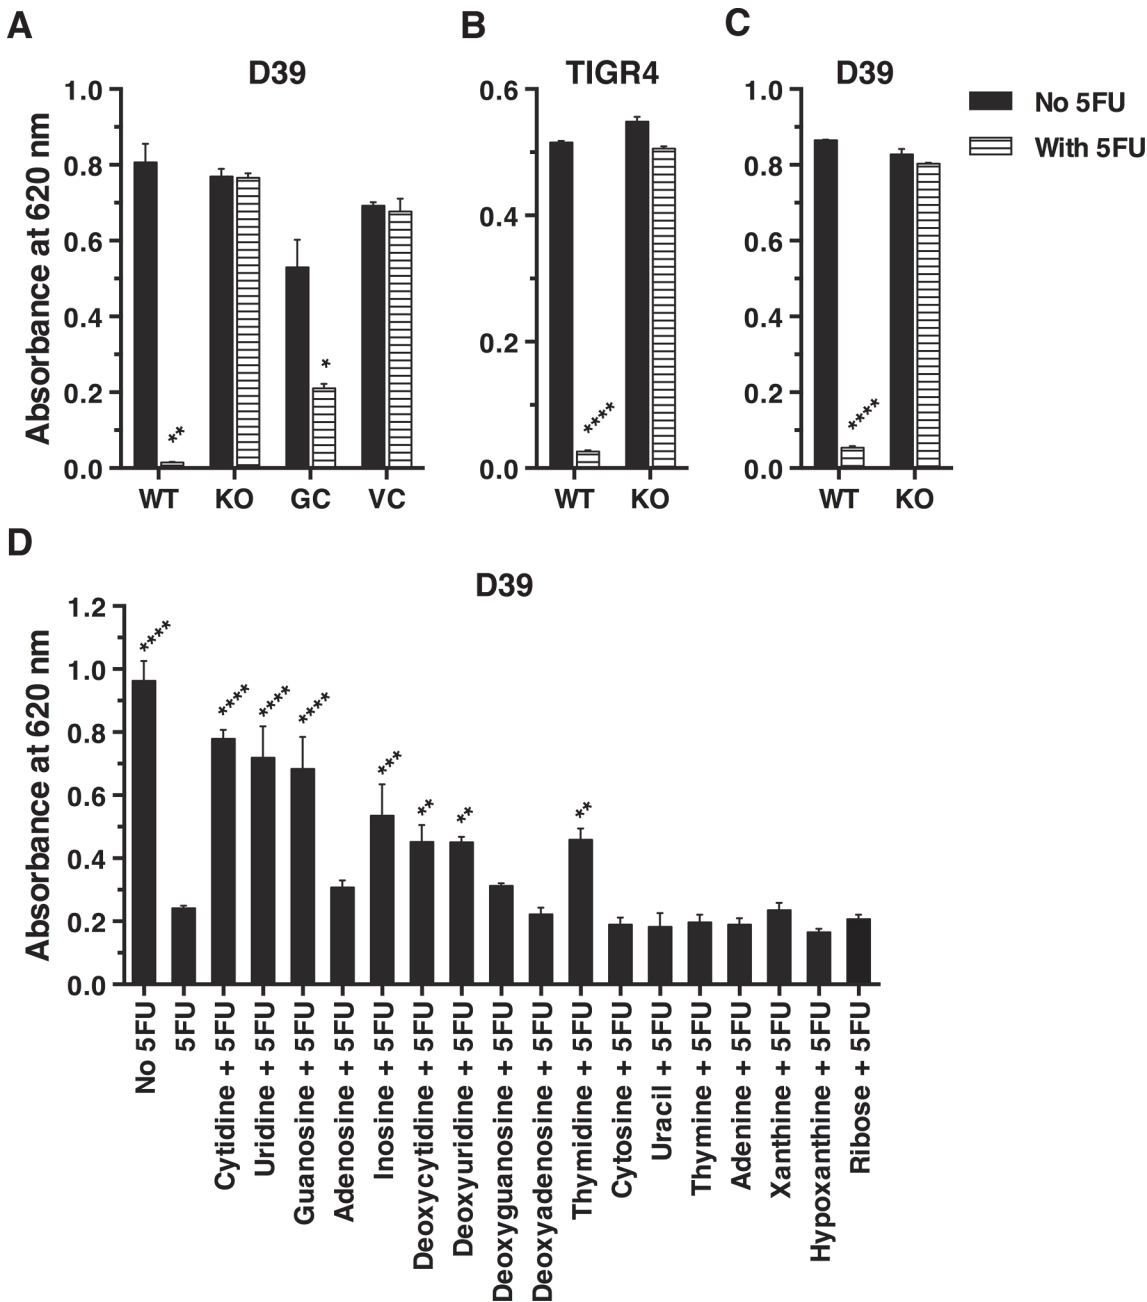 A
B
C
D39
TIGR4
D39
No 5FU
With 5FU
Absorbance at 620 nm
1.0
0.8
0.6
0.4
0.2
0.0
**
*
WT
KO
GC
VC
0.6
0.4
0.2
0.0
****
WT
KO
1.0
0.8
0.6
0.4
0.2
0.0
****
WT
KO
D
D39
Absorbance at 620 nm
1.2
1.0
0.8
0.6
0.4
0.2
0.0
****
****
****
****
***
**
**
**
No 5FU
5FU
Cytidine + 5FU
Uridine + 5FU
Guanosine + 5FU
Adenosine + 5FU
Inosine + 5FU
Deoxycytidine + 5FU
Deoxyuridine + 5FU
Deoxyguanosine + 5FU
Deoxyadenosine + 5FU
Thymidine + 5FU
Cytosine + 5FU
Uracil + 5FU
Thymine + 5FU
Adenine + 5FU
Xanthine + 5FU
Hypoxanthine + 5FU
Ribose + 5FU